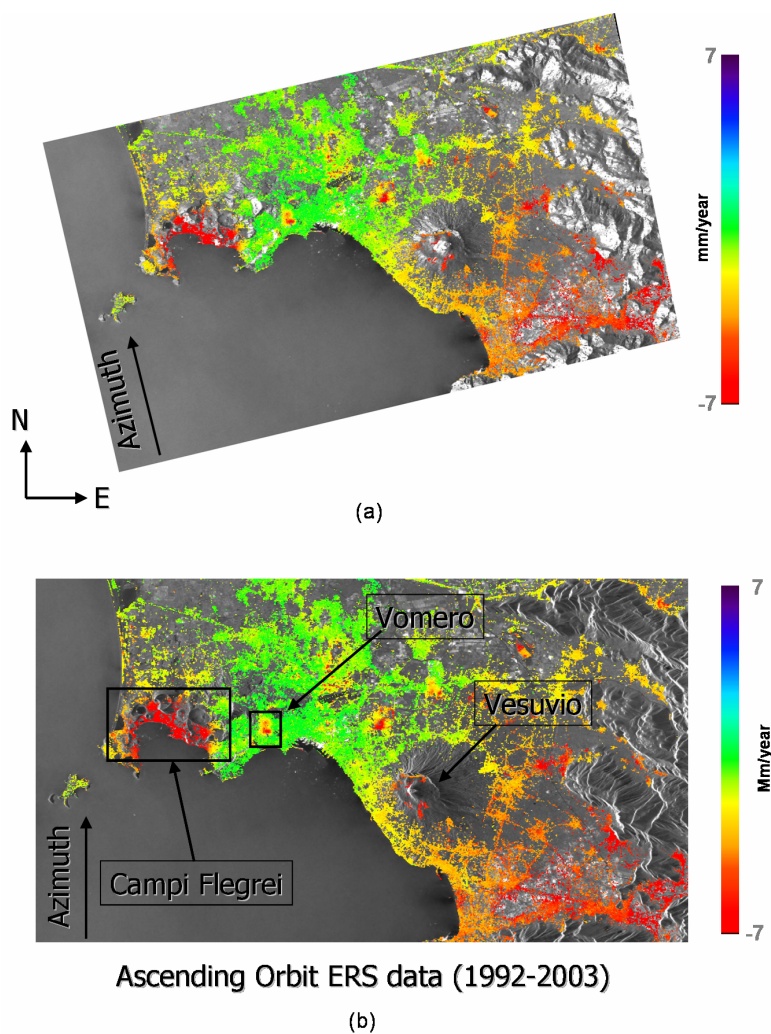 7
mm/year
-7
Azimuth
N
E
(a)
7
Vomero
Vesuvio
Mm/year
Azimuth
Campi Flegrei
-7
Ascending Orbit ERS data (1992-2003)
(b)